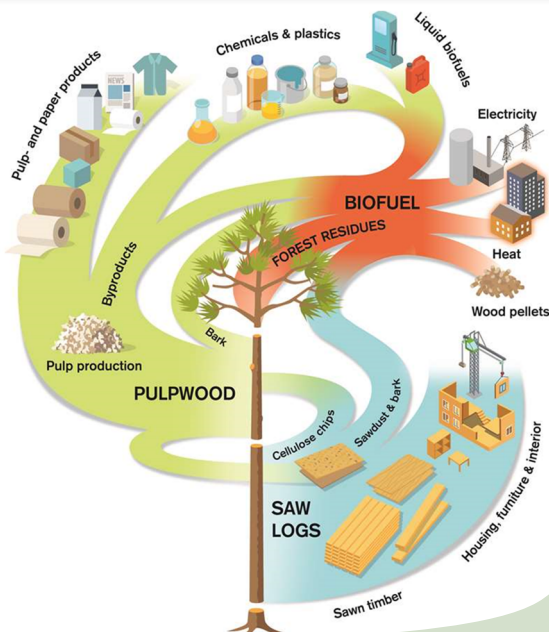 Chemicals & plastics
Liquid biofuels
Pulp- and paper products
NEWS
Electricity
BIOFUEL
FOREST RESIDUES
Heat
Byproducts
Wood pellets
Bark
Pulp production
PULPWOOD
Cellulose chips
Sawdust & bark
SAW
LOGS
Housing, furniture & interior
Sawn timber